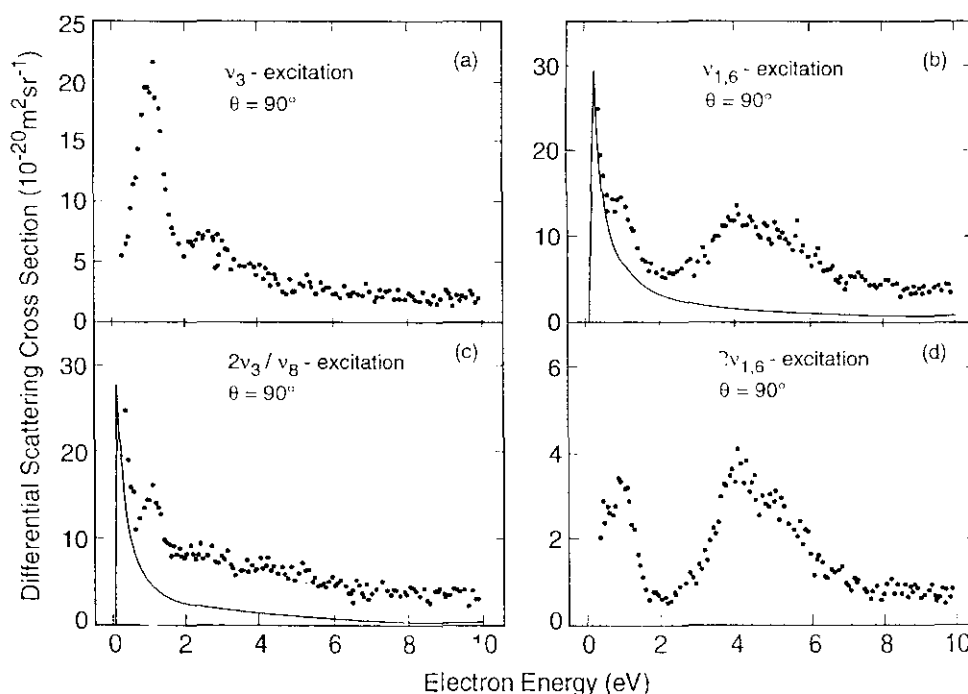 Differential Scattering Cross Section (10⁻²⁰m²sr⁻¹)
25
20
15
10
5
0
(a)
ν₃ - excitation
θ = 90°
30
20
10
0
(b)
ν₁,₆ - excitation
θ = 90°
30
20
10
0
(c)
2ν₃ / ν₈ - excitation
θ = 90°
0 2 4 6 8 10
6
4
2
0
(d)
2ν₁,₆ - excitation
θ = 90°
0 2 4 6 8 10
Electron Energy (eV)